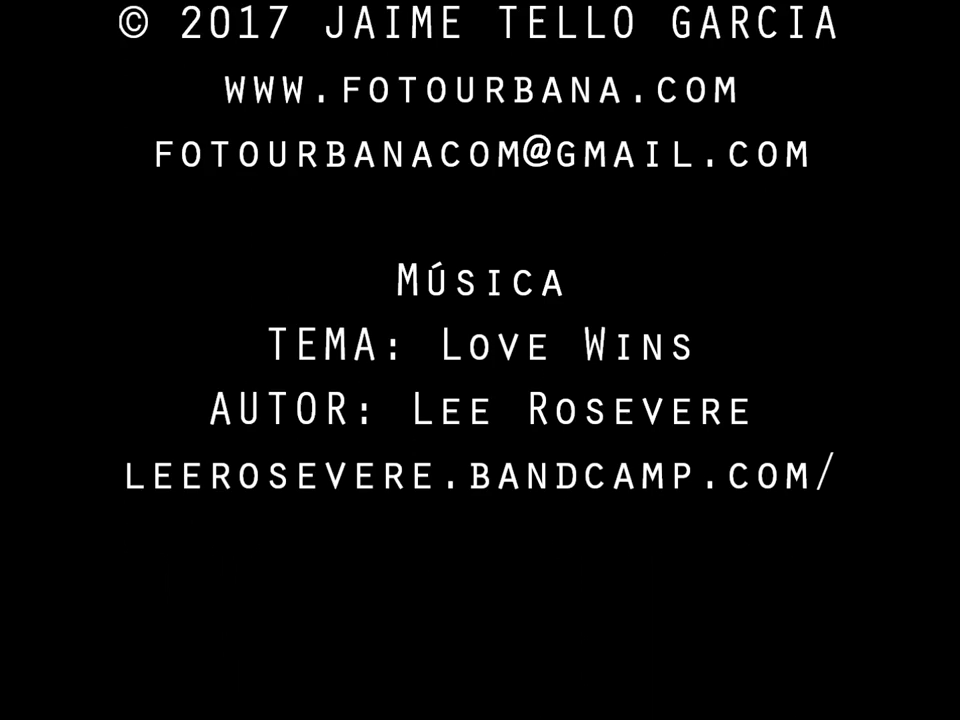 © 2017 JAIME TELLO GARCIA
www.fotourbana.com
fotourbanacom@gmail.com
Música
TEMA: Love Wins
AUTOR: Lee Rosevere
leerosevere.bandcamp.com/